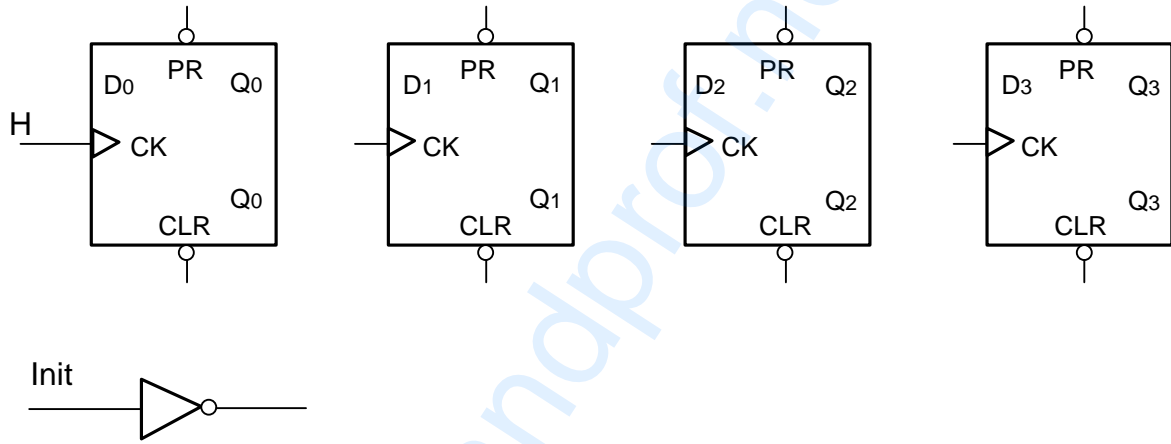 PR PR PR PR
D0 Q0 D1 Q1 D2 Q2 D3 Q3
H
CK CK CK CK
Q0 Q1 Q2 Q3
CLR CLR CLR CLR
Init